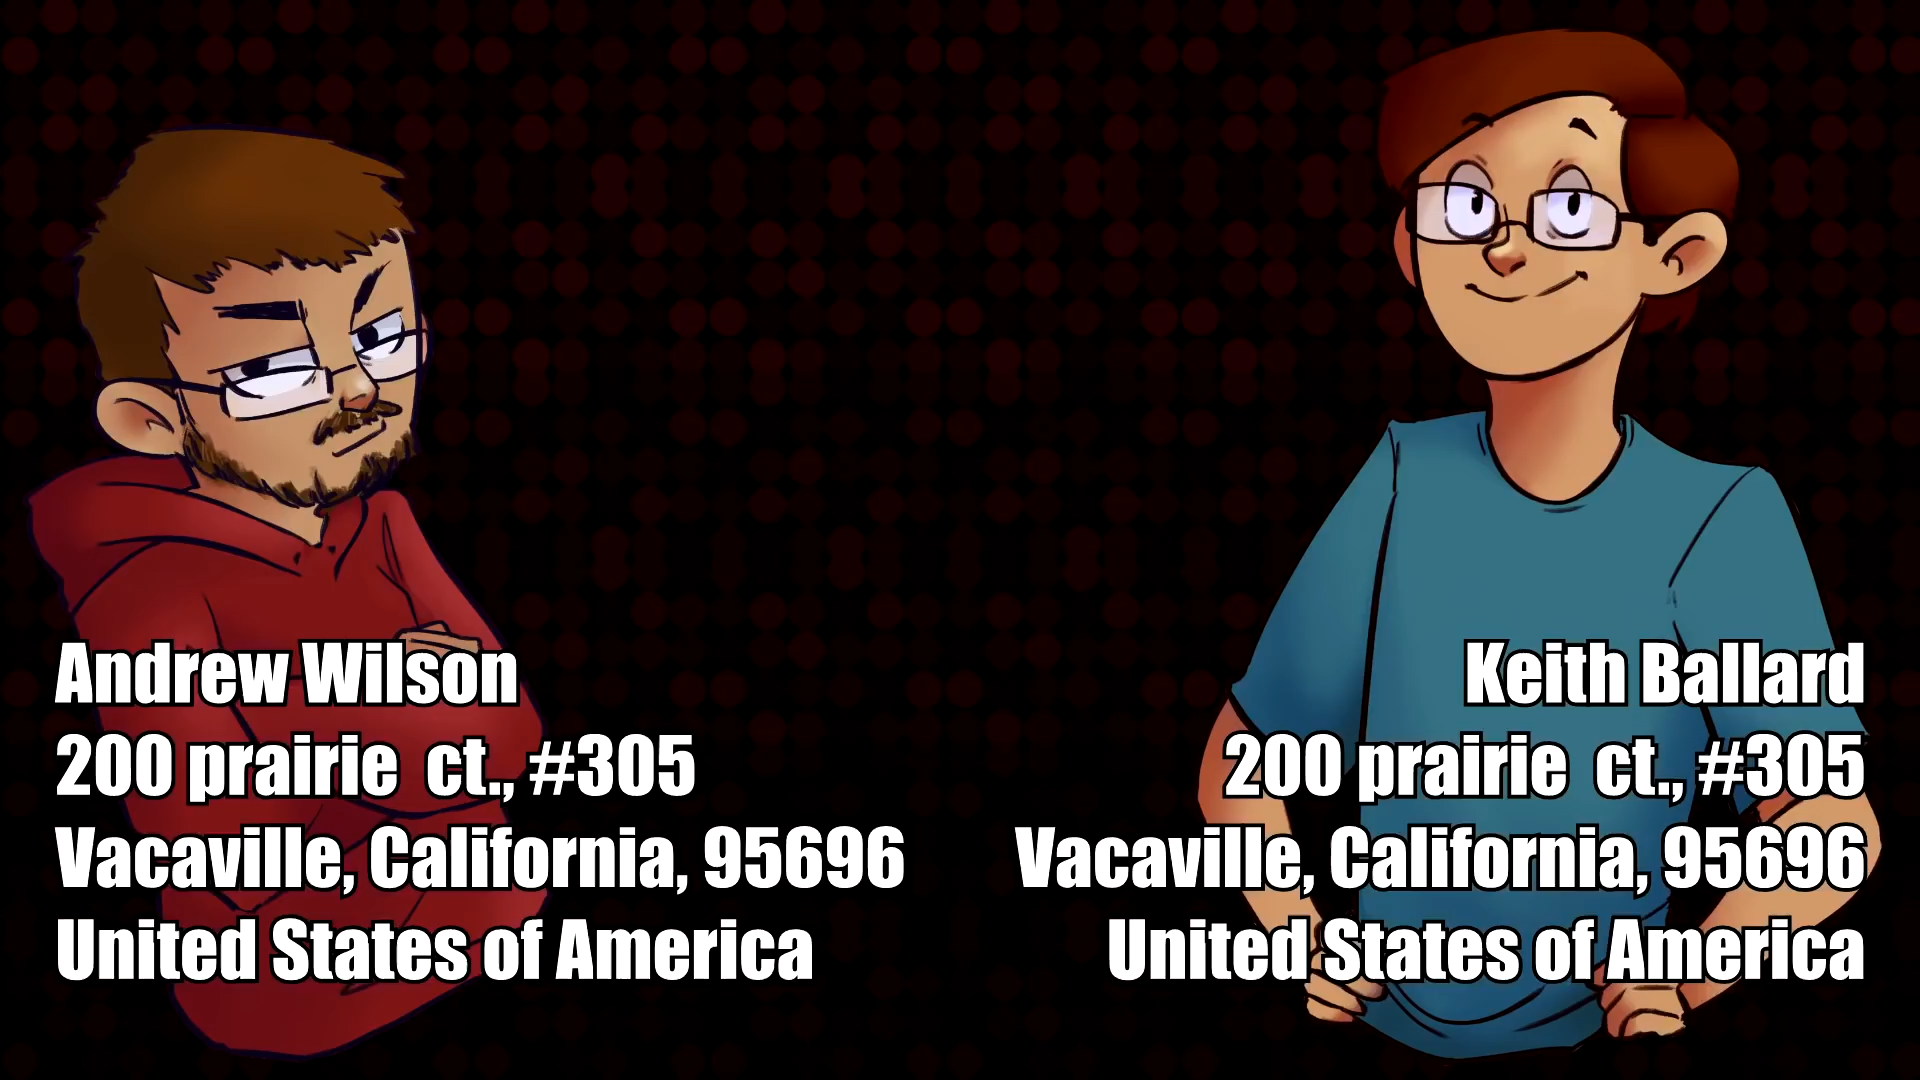 Andrew Wilson
200 prairie  ct., #305
Vacaville, California, 95696
United States of America
Keith Ballard
200 prairie  ct., #305
Vacaville, California, 95696
United States of America